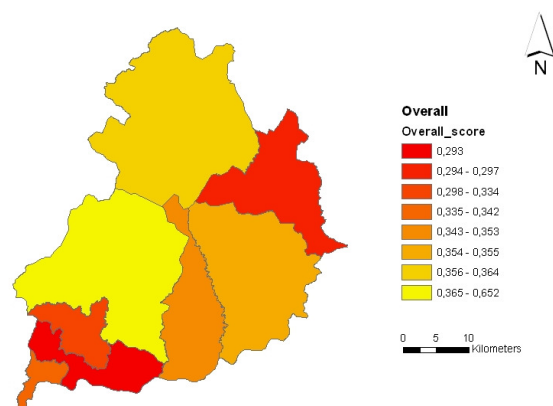 N
Overall
Overall_score
0,293
0,294 - 0,297
0,298 - 0,334
0,335 - 0,342
0,343 - 0,353
0,354 - 0,355
0,356 - 0,364
0,365 - 0,652
0 5 10
Kilometers